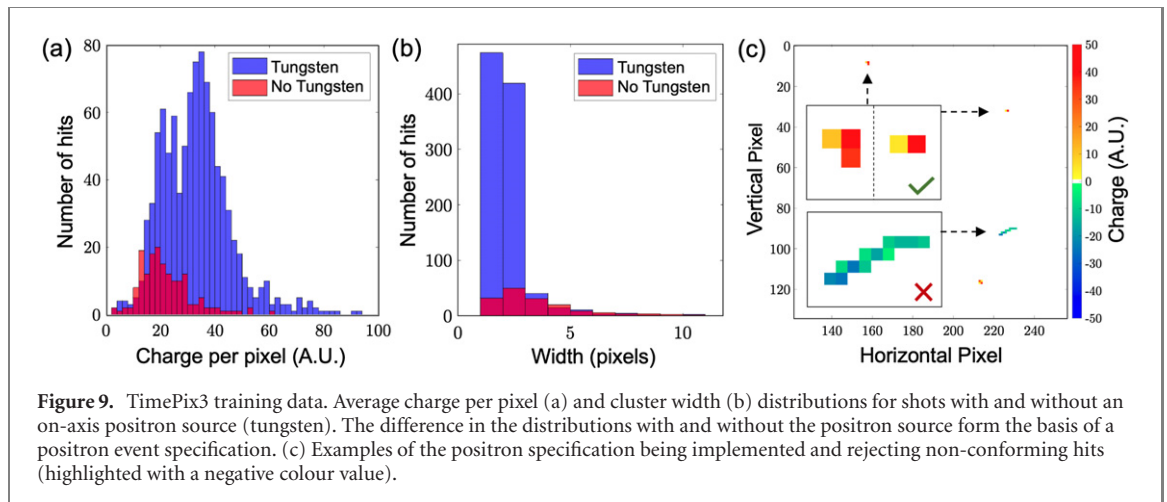 (a)
80
60
40
20
0
Number of hits
Tungsten
No Tungsten
0 20 40 60 80 100
Charge per pixel (A.U.)
(b)
400
300
200
100
0
Number of hits
Tungsten
No Tungsten
0 5 10
Width (pixels)
(c)
0
20
40
60
80
100
120
Vertical Pixel
140 160 180 200 220 240
Horizontal Pixel
50
40
30
20
10
0
-10
-20
-30
-40
-50
Charge (A.U.)
Figure 9. TimePix3 training data. Average charge per pixel (a) and cluster width (b) distributions for shots with and without an
on-axis positron source (tungsten). The difference in the distributions with and without the positron source form the basis of a
positron event specification. (c) Examples of the positron specification being implemented and rejecting non-conforming hits
(highlighted with a negative colour value).